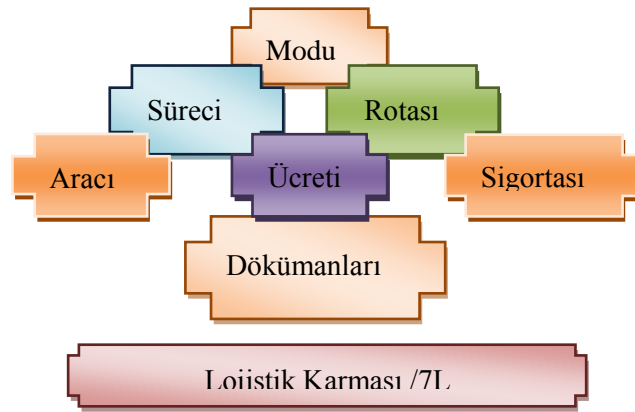 Modu
Süreci
Rotası
Aracı
Ücreti
Sigortası
Dökümanları
Lojistik Karması /7L